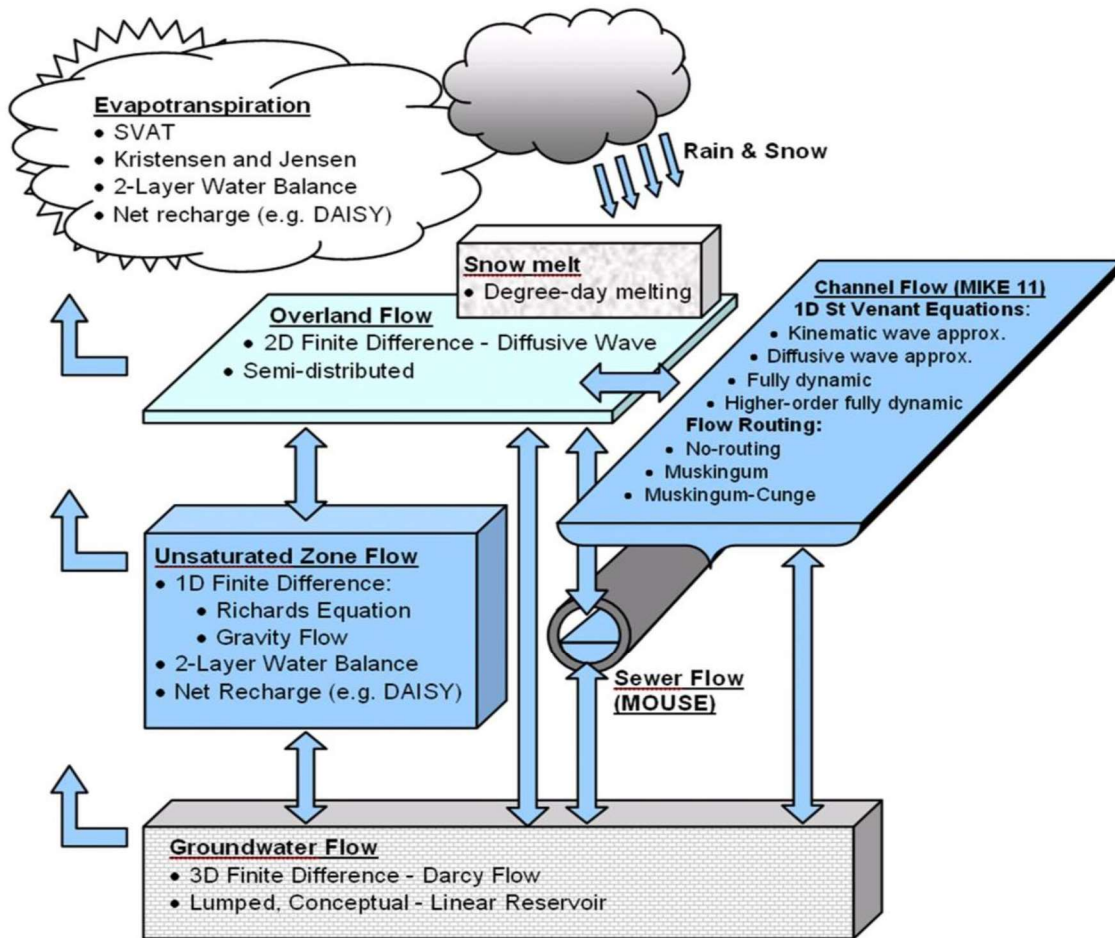 Evapotranspiration
• SVAT
• Kristensen and Jensen
• 2-Layer Water Balance
• Net recharge (e.g. DAISY)
Rain & Snow
Snow melt
• Degree-day melting
Overland Flow
• 2D Finite Difference - Diffusive Wave
• Semi-distributed
Channel Flow (MIKE 11)
1D St Venant Equations:
• Kinematic wave approx.
• Diffusive wave approx.
• Fully dynamic
• Higher-order fully dynamic
Flow Routing:
• No-routing
• Muskingum
• Muskingum-Cunge
Unsaturated Zone Flow
• 1D Finite Difference:
• Richards Equation
• Gravity Flow
• 2-Layer Water Balance
• Net Recharge (e.g. DAISY)
Sewer Flow
(MOUSE)
Groundwater Flow
• 3D Finite Difference - Darcy Flow
• Lumped, Conceptual - Linear Reservoir